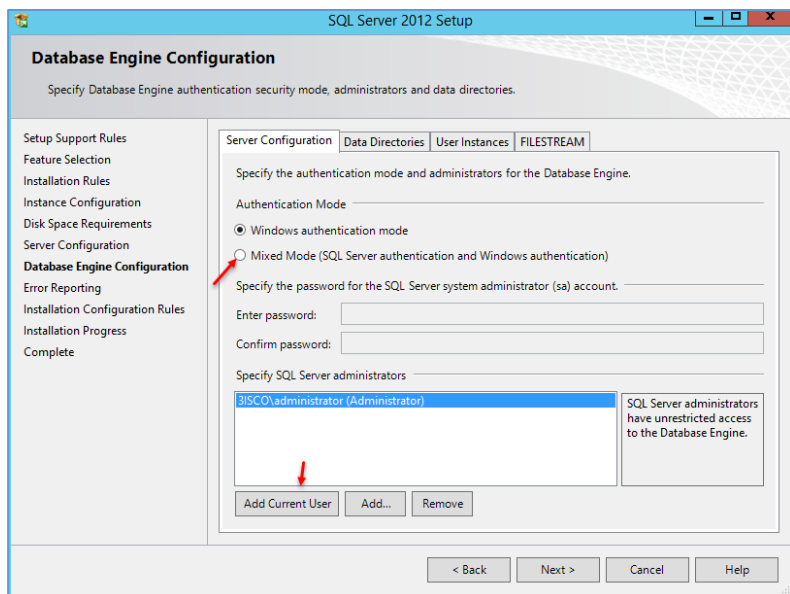 SQL Server 2012 Setup
Database Engine Configuration
Specify Database Engine authentication security mode, administrators and data directories.
Setup Support Rules
Feature Selection
Installation Rules
Instance Configuration
Disk Space Requirements
Server Configuration
Database Engine Configuration
Error Reporting
Installation Configuration Rules
Installation Progress
Complete
Server Configuration Data Directories User Instances FILESTREAM
Specify the authentication mode and administrators for the Database Engine.
Authentication Mode
Windows authentication mode
Mixed Mode (SQL Server authentication and Windows authentication)
Specify the password for the SQL Server system administrator (sa) account.
Enter password:
Confirm password:
Specify SQL Server administrators
3ISCO\administrator (Administrator)
SQL Server administrators
have unrestricted access
to the Database Engine.
Add Current User Add... Remove
< Back Next > Cancel Help